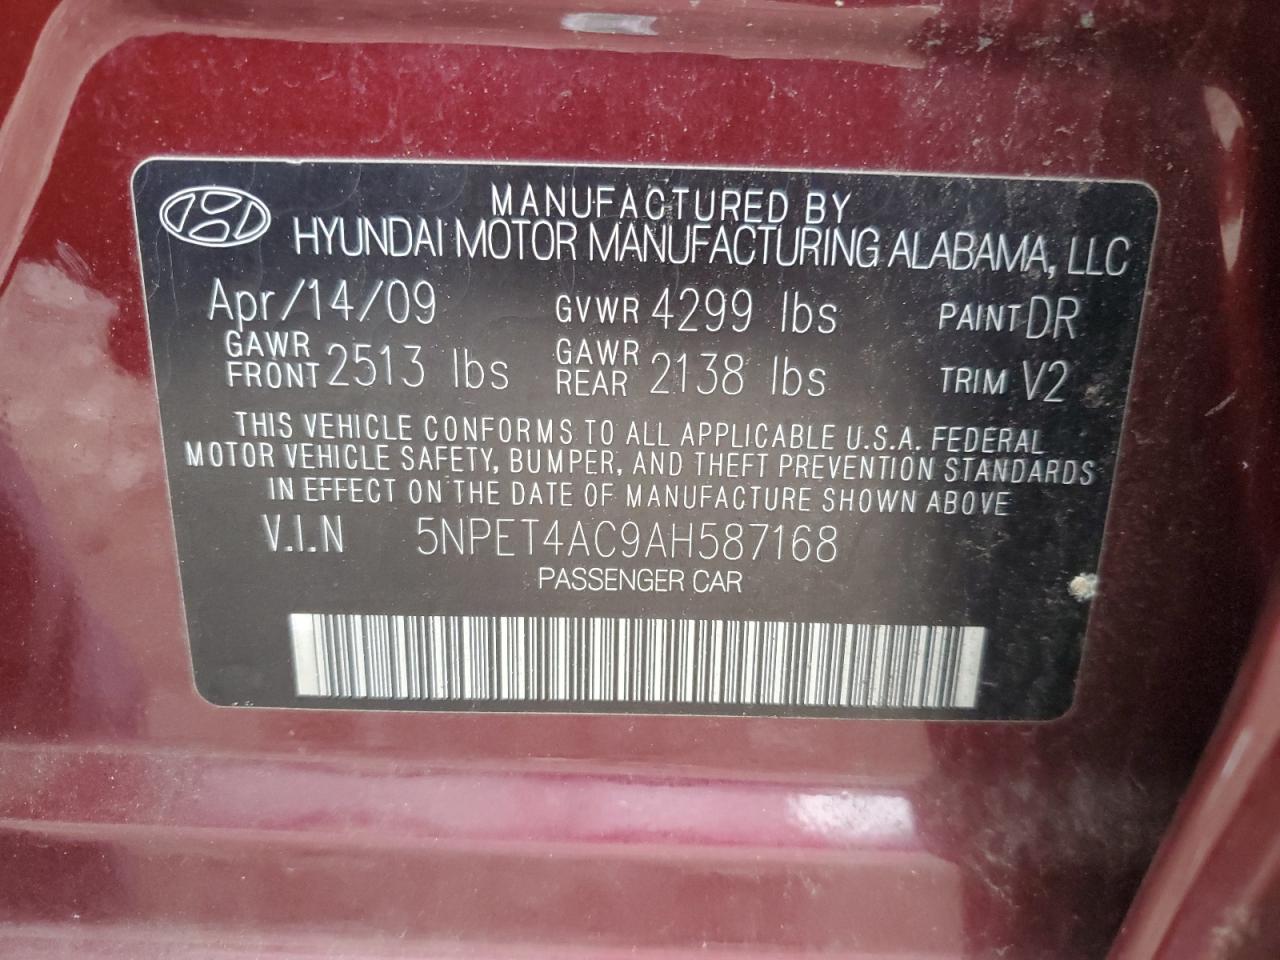 MANUFACTURED BY
HYUNDAI MOTOR MANUFACTURING ALABAMA, LLC
Apr/14/09 GVWR 4299 lbs PAINT DR
GAWR FRONT 2513 lbs GAWR REAR 2138 lbs TRIM V2
THIS VEHICLE CONFORMS TO ALL APPLICABLE U.S.A. FEDERAL
MOTOR VEHICLE SAFETY, BUMPER, AND THEFT PREVENTION STANDARDS
IN EFFECT ON THE DATE OF MANUFACTURE SHOWN ABOVE
V.I.N 5NPET4AC9AH587168
PASSENGER CAR